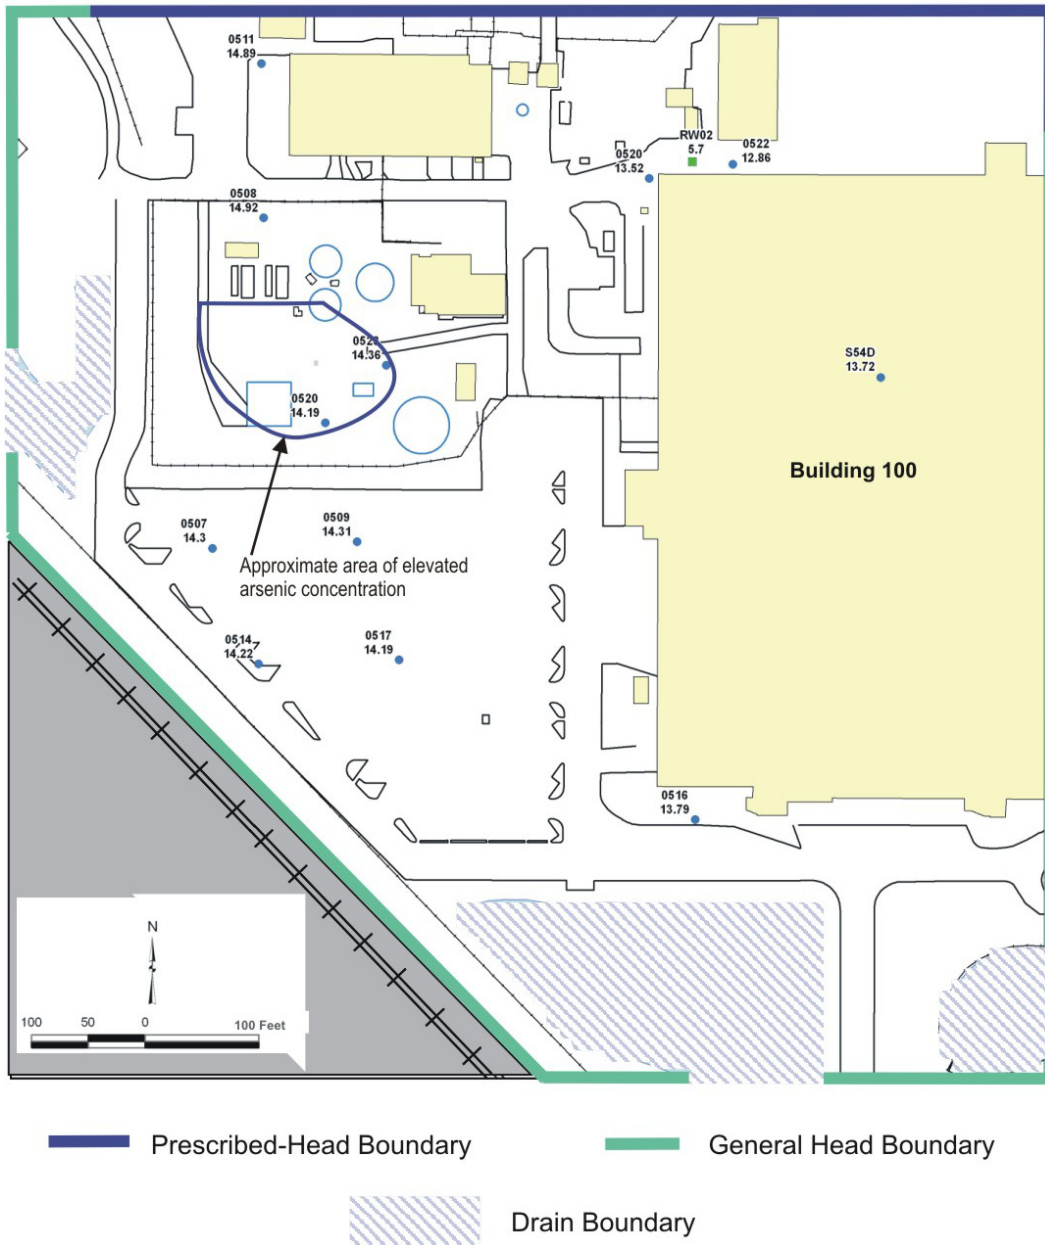 0511
14.89
RW02
5.7
0522
12.86
0520
13.52
0508
14.92
14.36
S54D
13.72
0520
14.19
Building 100
0507
14.3
0509
14.31
Approximate area of elevated
arsenic concentration
0514
14.22
0517
14.19
0516
13.79
N
100 50 0 100 Feet
Prescribed-Head Boundary
General Head Boundary
Drain Boundary